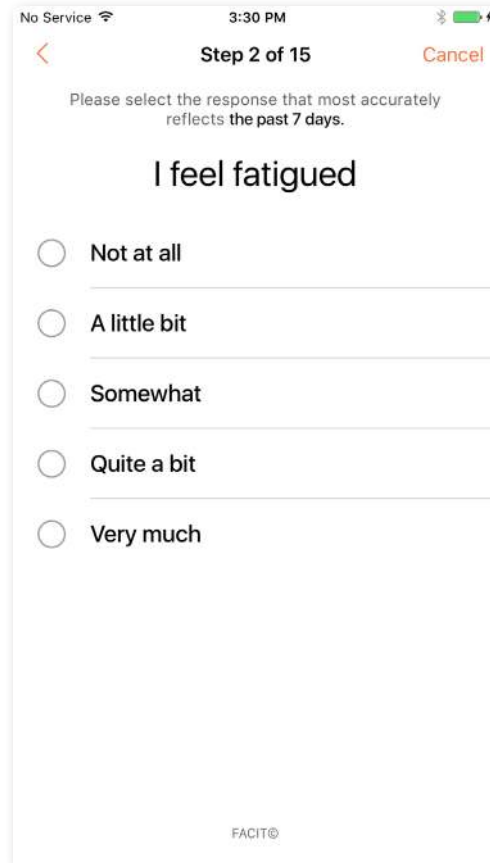 No Service 3:30 PM
Step 2 of 15 Cancel
Please select the response that most accurately
reflects the past 7 days.
I feel fatigued
Not at all
A little bit
Somewhat
Quite a bit
Very much
FACIT©